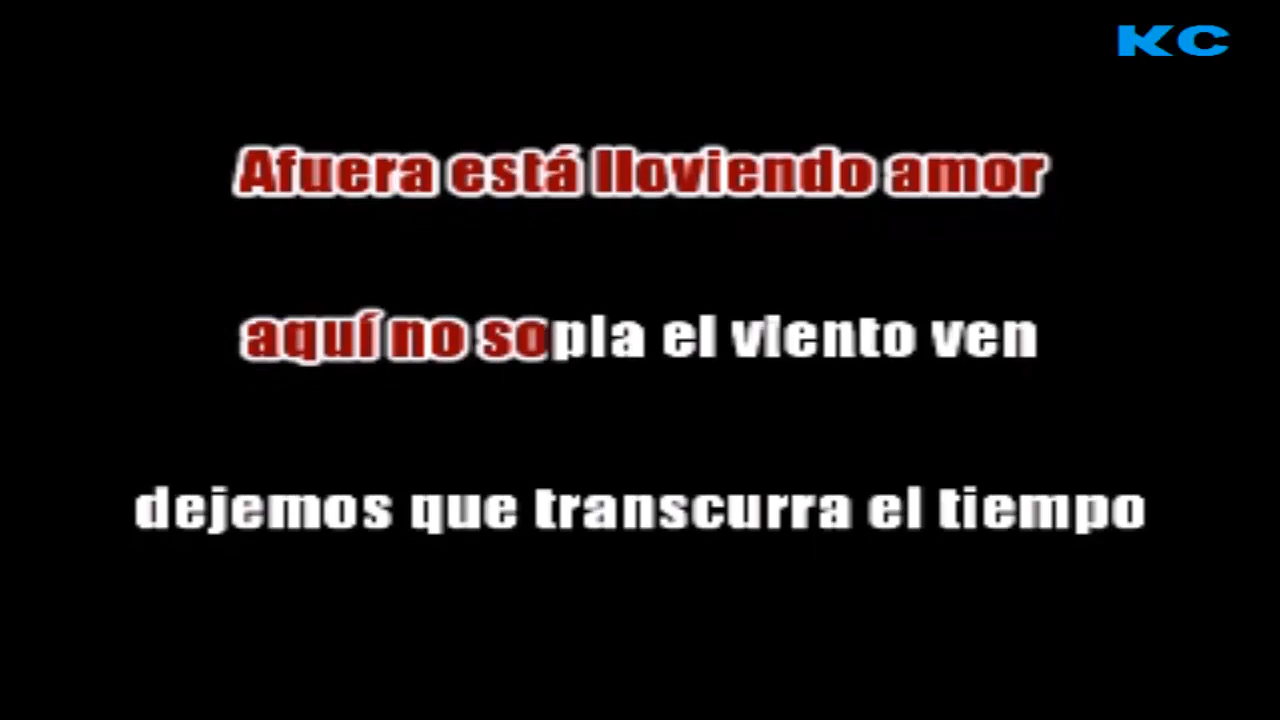 KC
Afuera está lloviendo amor
aquí no sopla el viento ven
dejemos que transcurra el tiempo